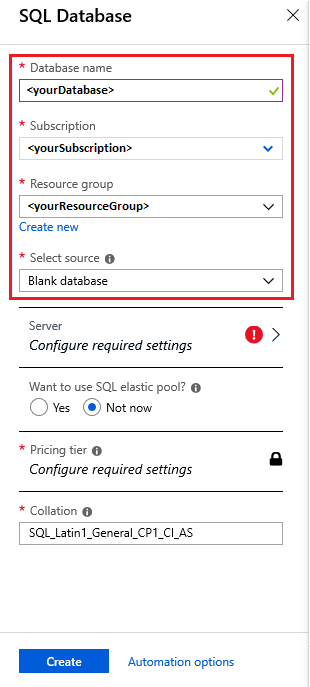 SQL Database
* Database name
<yourDatabase>
* Subscription
<yourSubscription>
* Resource group
<yourResourceGroup>
Create new
* Select source
Blank database
Server
Configure required settings
Want to use SQL elastic pool?
Yes Not now
* Pricing tier
Configure required settings
* Collation
SQL_Latin1_General_CP1_CI_AS
Create Automation options